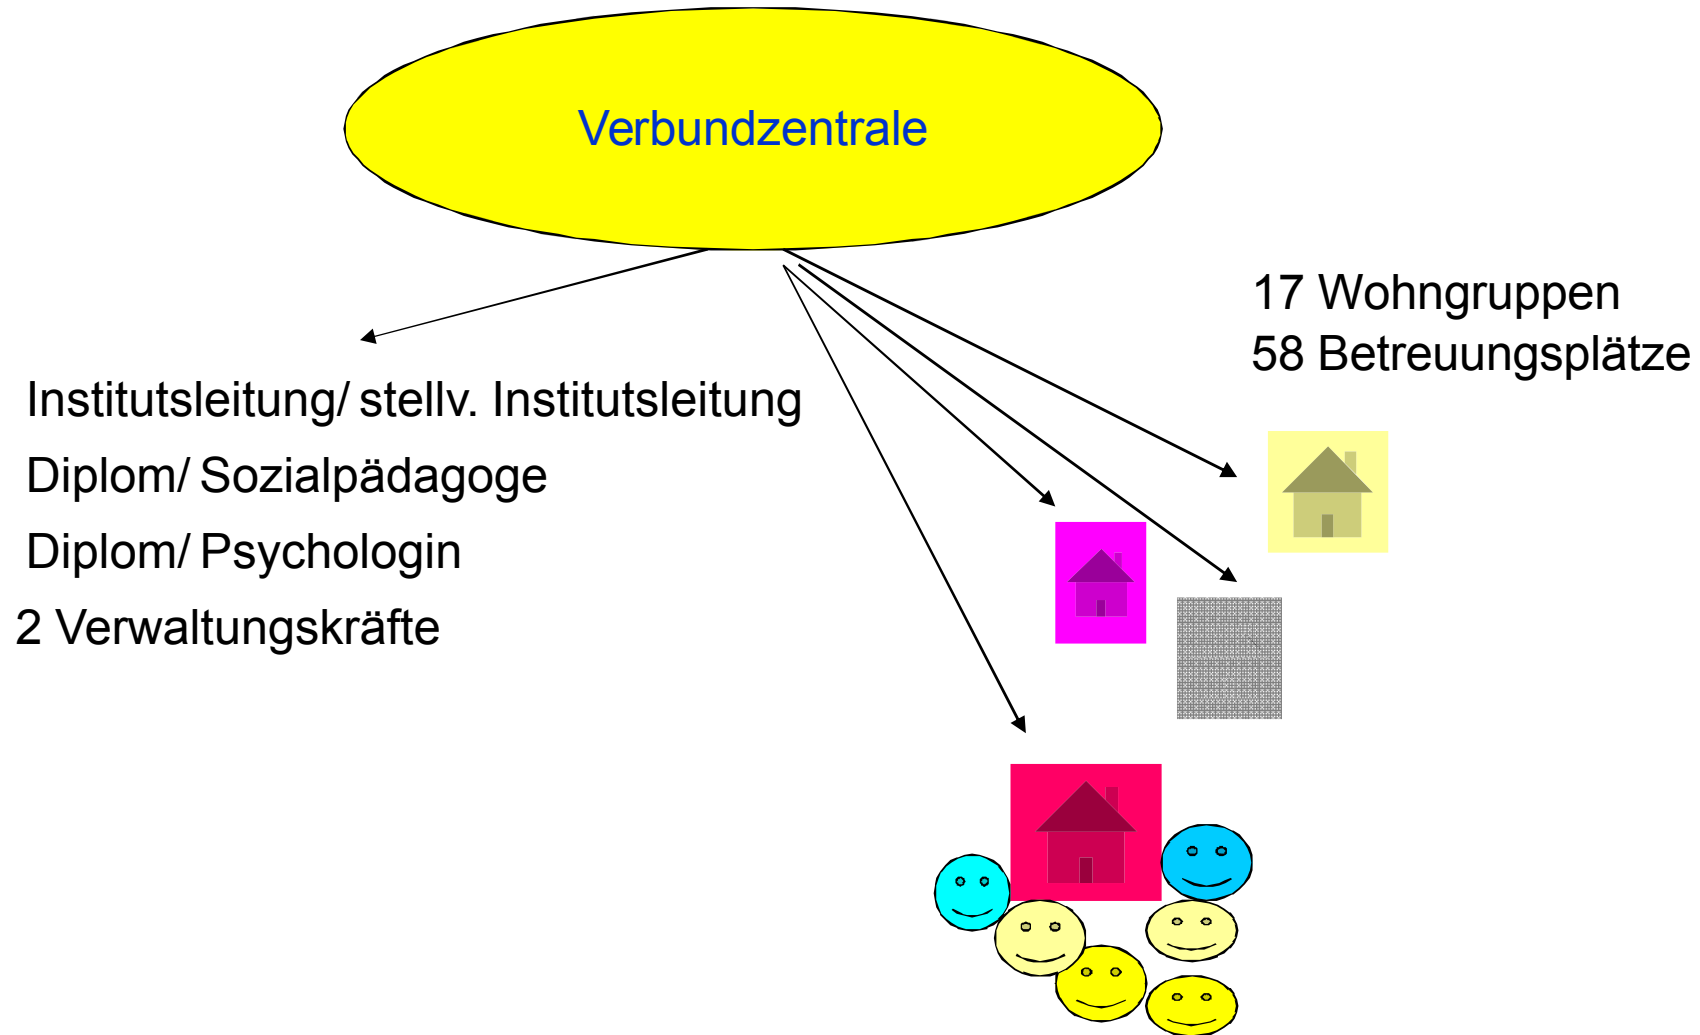 Verbundzentrale
17 Wohngruppen
58 Betreuungsplätze
Institutsleitung/ stellv. Institutsleitung
Diplom/ Sozialpädagoge
Diplom/ Psychologin
2 Verwaltungskräfte